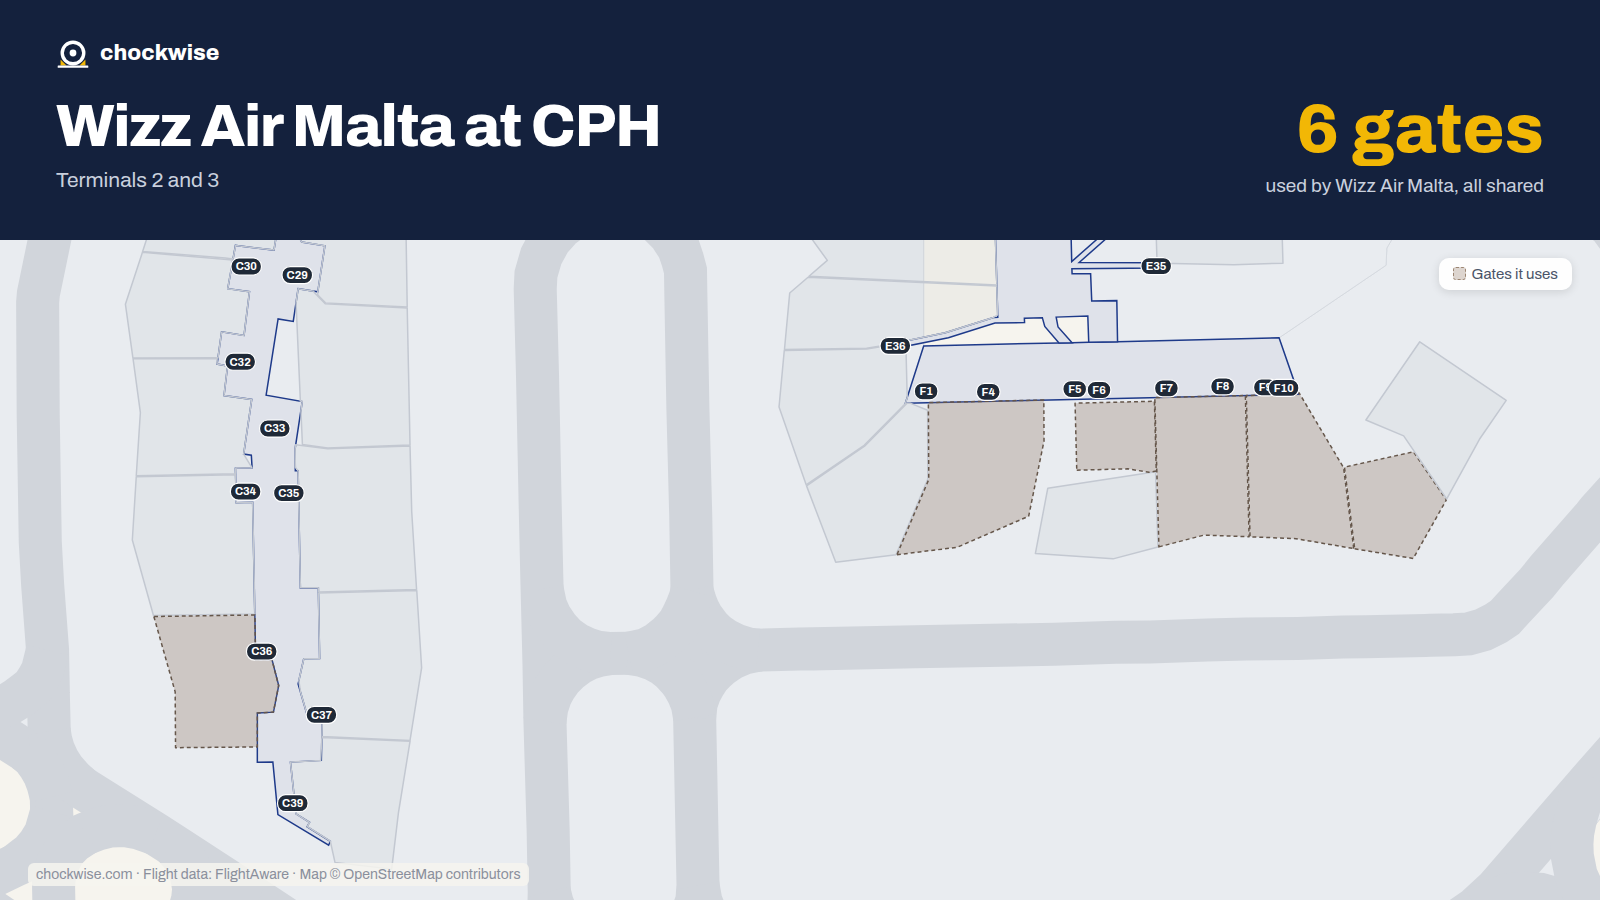 chockwise
Wizz Air Malta at CPH
Terminals 2 and 3
6 gates
used by Wizz Air Malta, all shared
Gates it uses
C30
C29
E35
C32
E36
F1
F4
F5
F6
F7
F8
F9
F10
C33
C34
C35
C36
C37
C39
chockwise.com · Flight data: FlightAware · Map © OpenStreetMap contributors